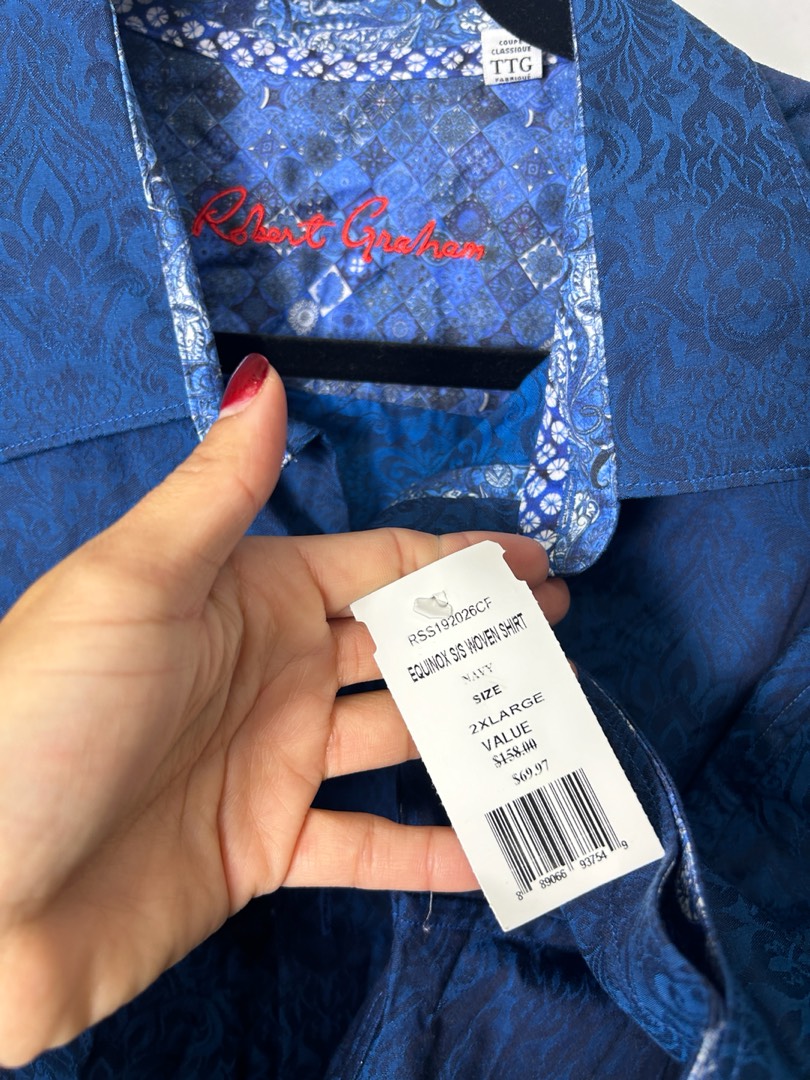 COUPE
CLASSIQUE
TTG
FABRIQUÉ
Robert Graham
RSS192026CF
EQUINOX S/S WOVEN SHIRT
NAVY
SIZE
2XLARGE
VALUE
$158.00
$69.97
8 89066 93754 9